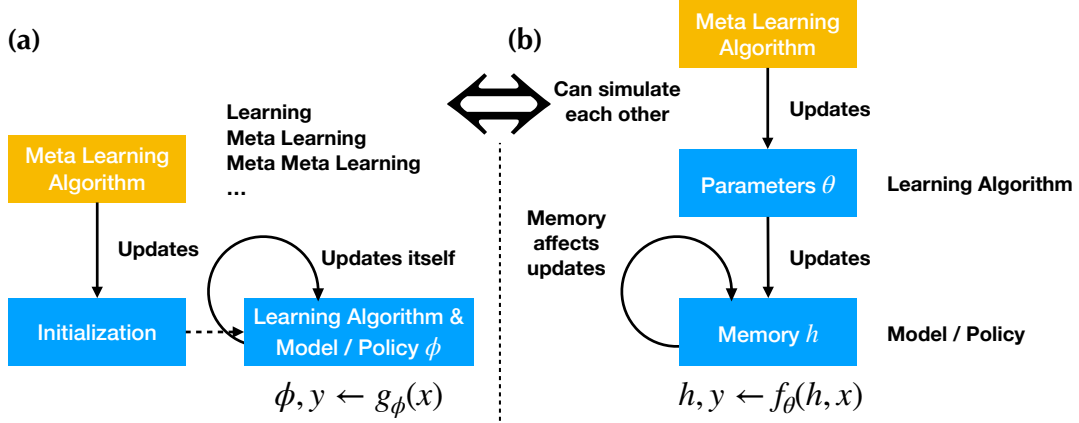 (a)
Learning
Meta Learning
Meta Meta Learning
...
Meta Learning
Algorithm
Updates
Updates itself
Initialization
Learning Algorithm &
Model / Policy ϕ
ϕ, y ← g_ϕ(x)
Can simulate
each other
(b)
Meta Learning
Algorithm
Updates
Parameters θ
Learning Algorithm
Memory
affects
updates
Updates
Memory h
Model / Policy
h, y ← f_θ(h, x)